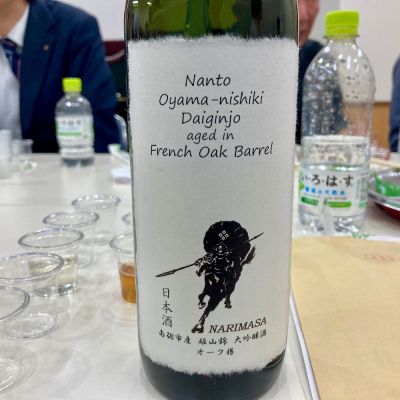 Nanto
Oyama-nishiki
Daiginjo
aged in
French Oak Barrel
日本酒
NARIMASA
南砺市産 雄山錦 大吟醸酒
オーク樽
い・ろ・は・す